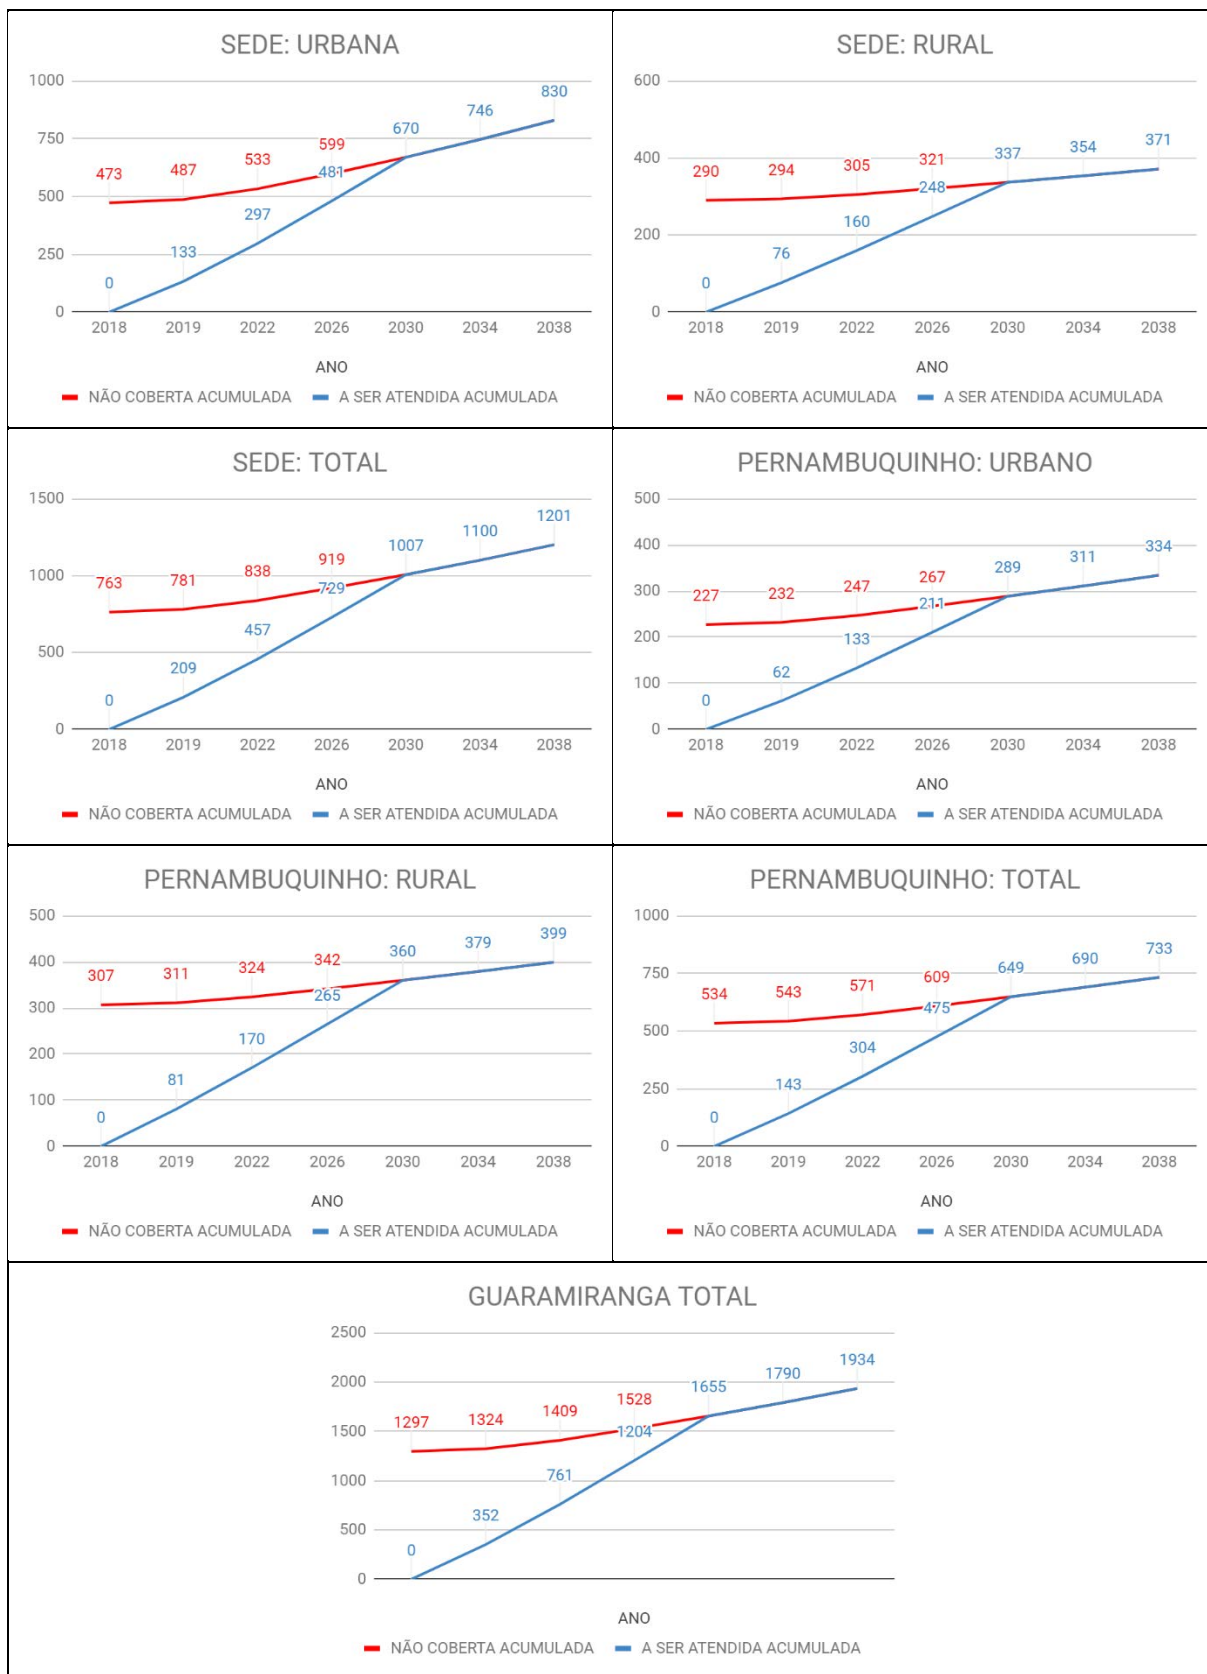 SEDE: URBANA
1000
750
500
250
0
473 487 533 599 670 746 830
0 133 297 481
2018 2019 2022 2026 2030 2034 2038
ANO
NÃO COBERTA ACUMULADA A SER ATENDIDA ACUMULADA
SEDE: RURAL
600
400
200
0
290 294 305 321 337 354 371
0 76 160 248
2018 2019 2022 2026 2030 2034 2038
ANO
NÃO COBERTA ACUMULADA A SER ATENDIDA ACUMULADA
SEDE: TOTAL
1500
1000
500
0
763 781 838 919 1007 1100 1201
0 209 457 729
2018 2019 2022 2026 2030 2034 2038
ANO
NÃO COBERTA ACUMULADA A SER ATENDIDA ACUMULADA
PERNAMBUQUINHO: URBANO
500
400
300
200
100
0
227 232 247 267 289 311 334
0 62 133 211
2018 2019 2022 2026 2030 2034 2038
ANO
NÃO COBERTA ACUMULADA A SER ATENDIDA ACUMULADA
PERNAMBUQUINHO: RURAL
500
400
300
200
100
0
307 311 324 342 360 379 399
0 81 170 265
2018 2019 2022 2026 2030 2034 2038
ANO
NÃO COBERTA ACUMULADA A SER ATENDIDA ACUMULADA
PERNAMBUQUINHO: TOTAL
1000
750
500
250
0
534 543 571 609 649 690 733
0 143 304 475
2018 2019 2022 2026 2030 2034 2038
ANO
NÃO COBERTA ACUMULADA A SER ATENDIDA ACUMULADA
GUARAMIRANGA TOTAL
2500
2000
1500
1000
500
0
1297 1324 1409 1528 1655 1790 1934
0 352 761 1204
ANO
NÃO COBERTA ACUMULADA A SER ATENDIDA ACUMULADA